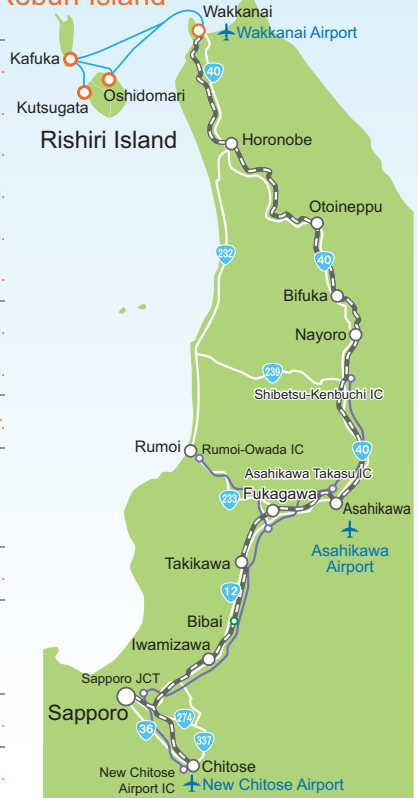 Rebun Island
Wakkanai
Wakkanai Airport
Kafuka
40
Kutsugata
Oshidomari
Rishiri Island
Horonobe
Otoineppu
232
40
Bifuka
Nayoro
239
Shibetsu-Kenbuchi IC
Rumoi
Rumoi-Owada IC
40
Asahikawa Takasu IC
233
Fukagawa
Asahikawa
Asahikawa
Airport
Takikawa
12
Bibai
Iwamizawa
Sapporo JCT
Sapporo
274
36
337
Chitose
New Chitose
Airport IC
New Chitose Airport